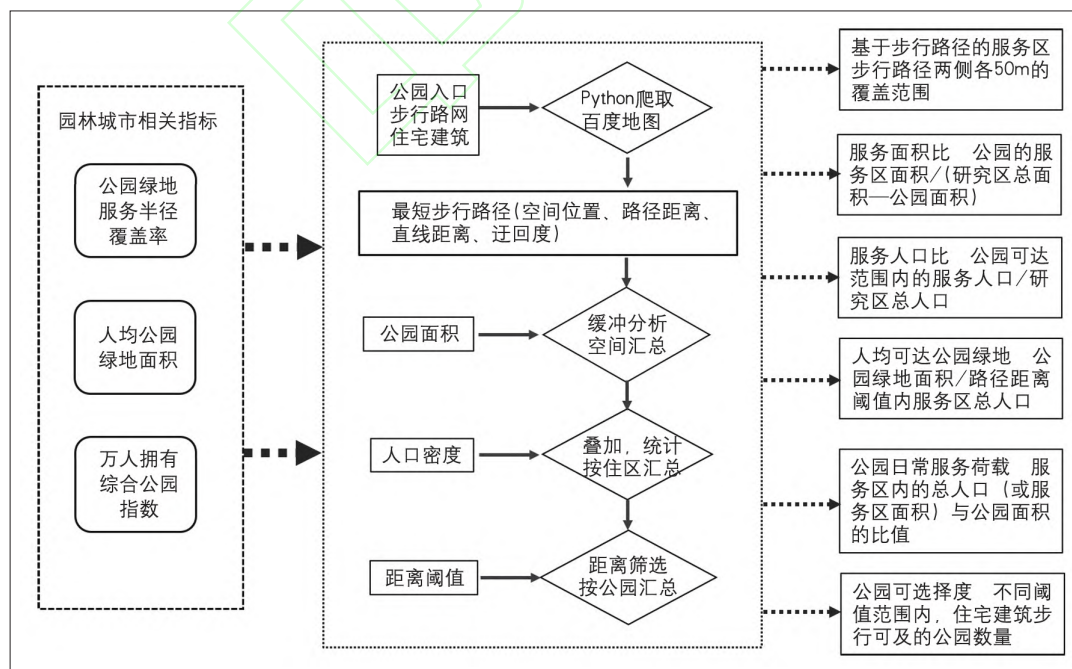 园林城市相关指标
公园绿地
服务半径
覆盖率
人均公园
绿地面积
万人拥有
综合公园
指数
公园入口
步行路网
住宅建筑
Python爬取
百度地图
最短步行路径(空间位置、路径距离、
直线距离、迂回度)
公园面积
缓冲分析
空间汇总
人口密度
叠加，统计
按住区汇总
距离阈值
距离筛选
按公园汇总
基于步行路径的服务区
步行路径两侧各50m的
覆盖范围
服务面积比 公园的服
务区面积/(研究区总面
积—公园面积)
服务人口比 公园可达
范围内的服务人口/研
究区总人口
人均可达公园绿地 公
园绿地面积/路径距离
阈值内服务区总人口
公园日常服务荷载 服
务区内的总人口（或服
务区面积）与公园面积
的比值
公园可选择度 不同阈
值范围内，住宅建筑步
行可及的公园数量